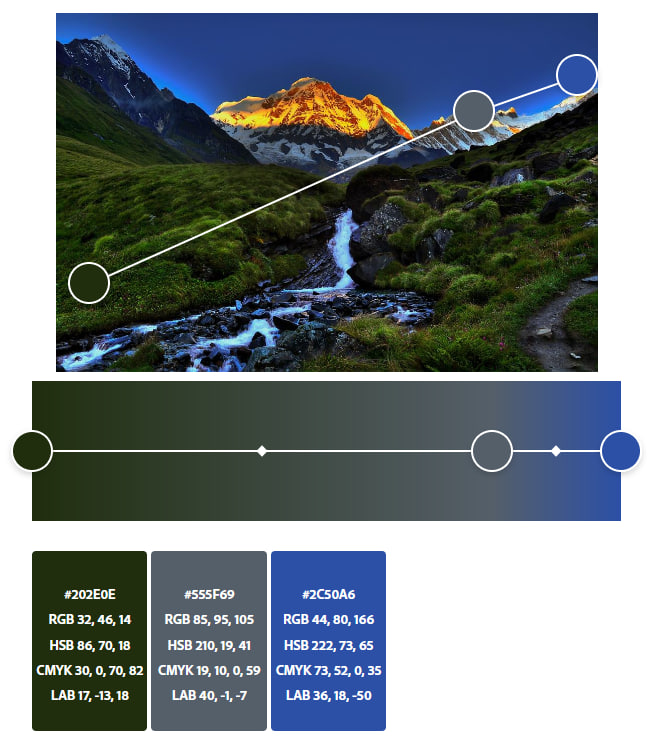 #202E0E
RGB 32, 46, 14
HSB 86, 70, 18
CMYK 30, 0, 70, 82
LAB 17, -13, 18
#555F69
RGB 85, 95, 105
HSB 210, 19, 41
CMYK 19, 10, 0, 59
LAB 40, -1, -7
#2C50A6
RGB 44, 80, 166
HSB 222, 73, 65
CMYK 73, 52, 0, 35
LAB 36, 18, -50